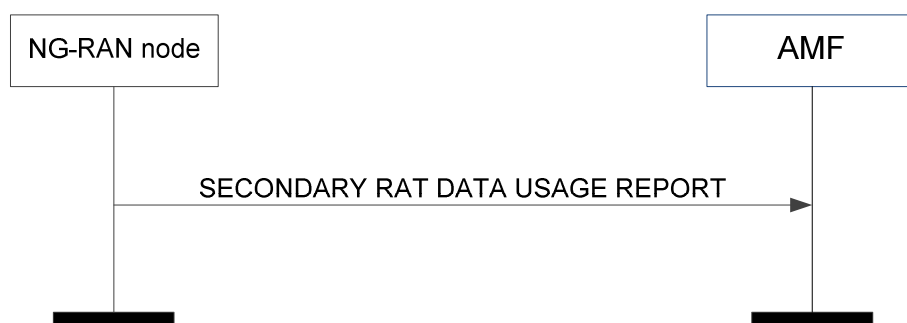 NG-RAN node
AMF
SECONDARY RAT DATA USAGE REPORT